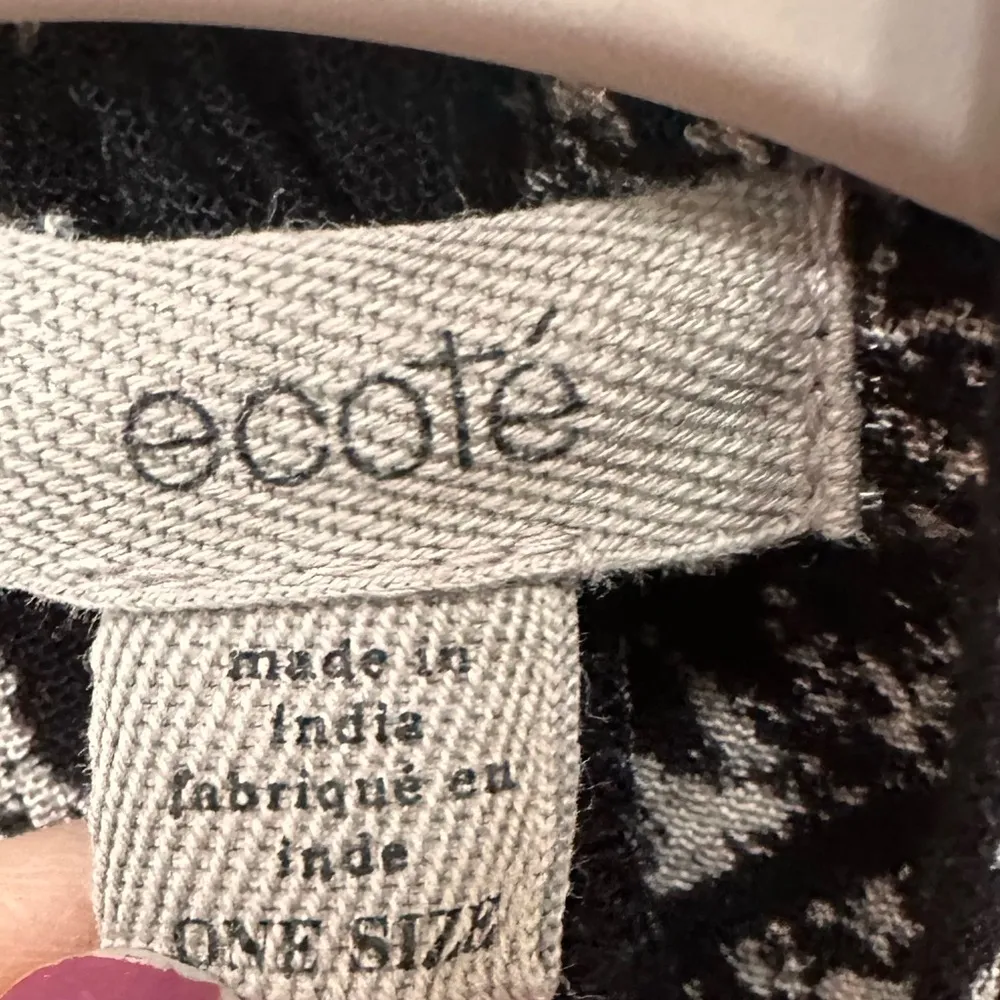 ecoté
made in
india
fabriqué en
inde
ONE SIZE